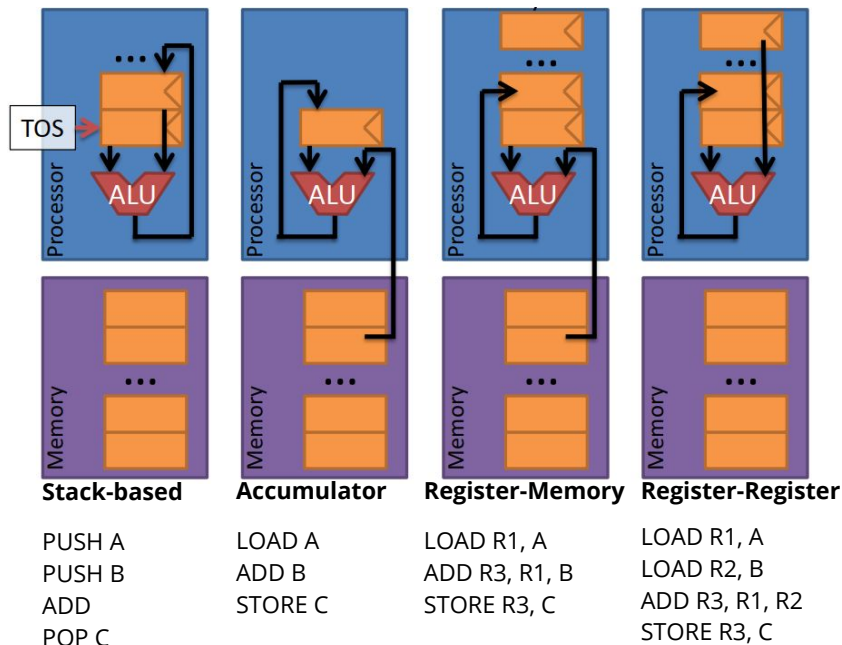 ...
TOS
ALU
Processor
...
Memory
Stack-based
PUSH A
PUSH B
ADD
POP C
ALU
Processor
...
Memory
Accumulator
LOAD A
ADD B
STORE C
...
ALU
Processor
...
Memory
Register-Memory
LOAD R1, A
ADD R3, R1, B
STORE R3, C
...
ALU
Processor
...
Memory
Register-Register
LOAD R1, A
LOAD R2, B
ADD R3, R1, R2
STORE R3, C